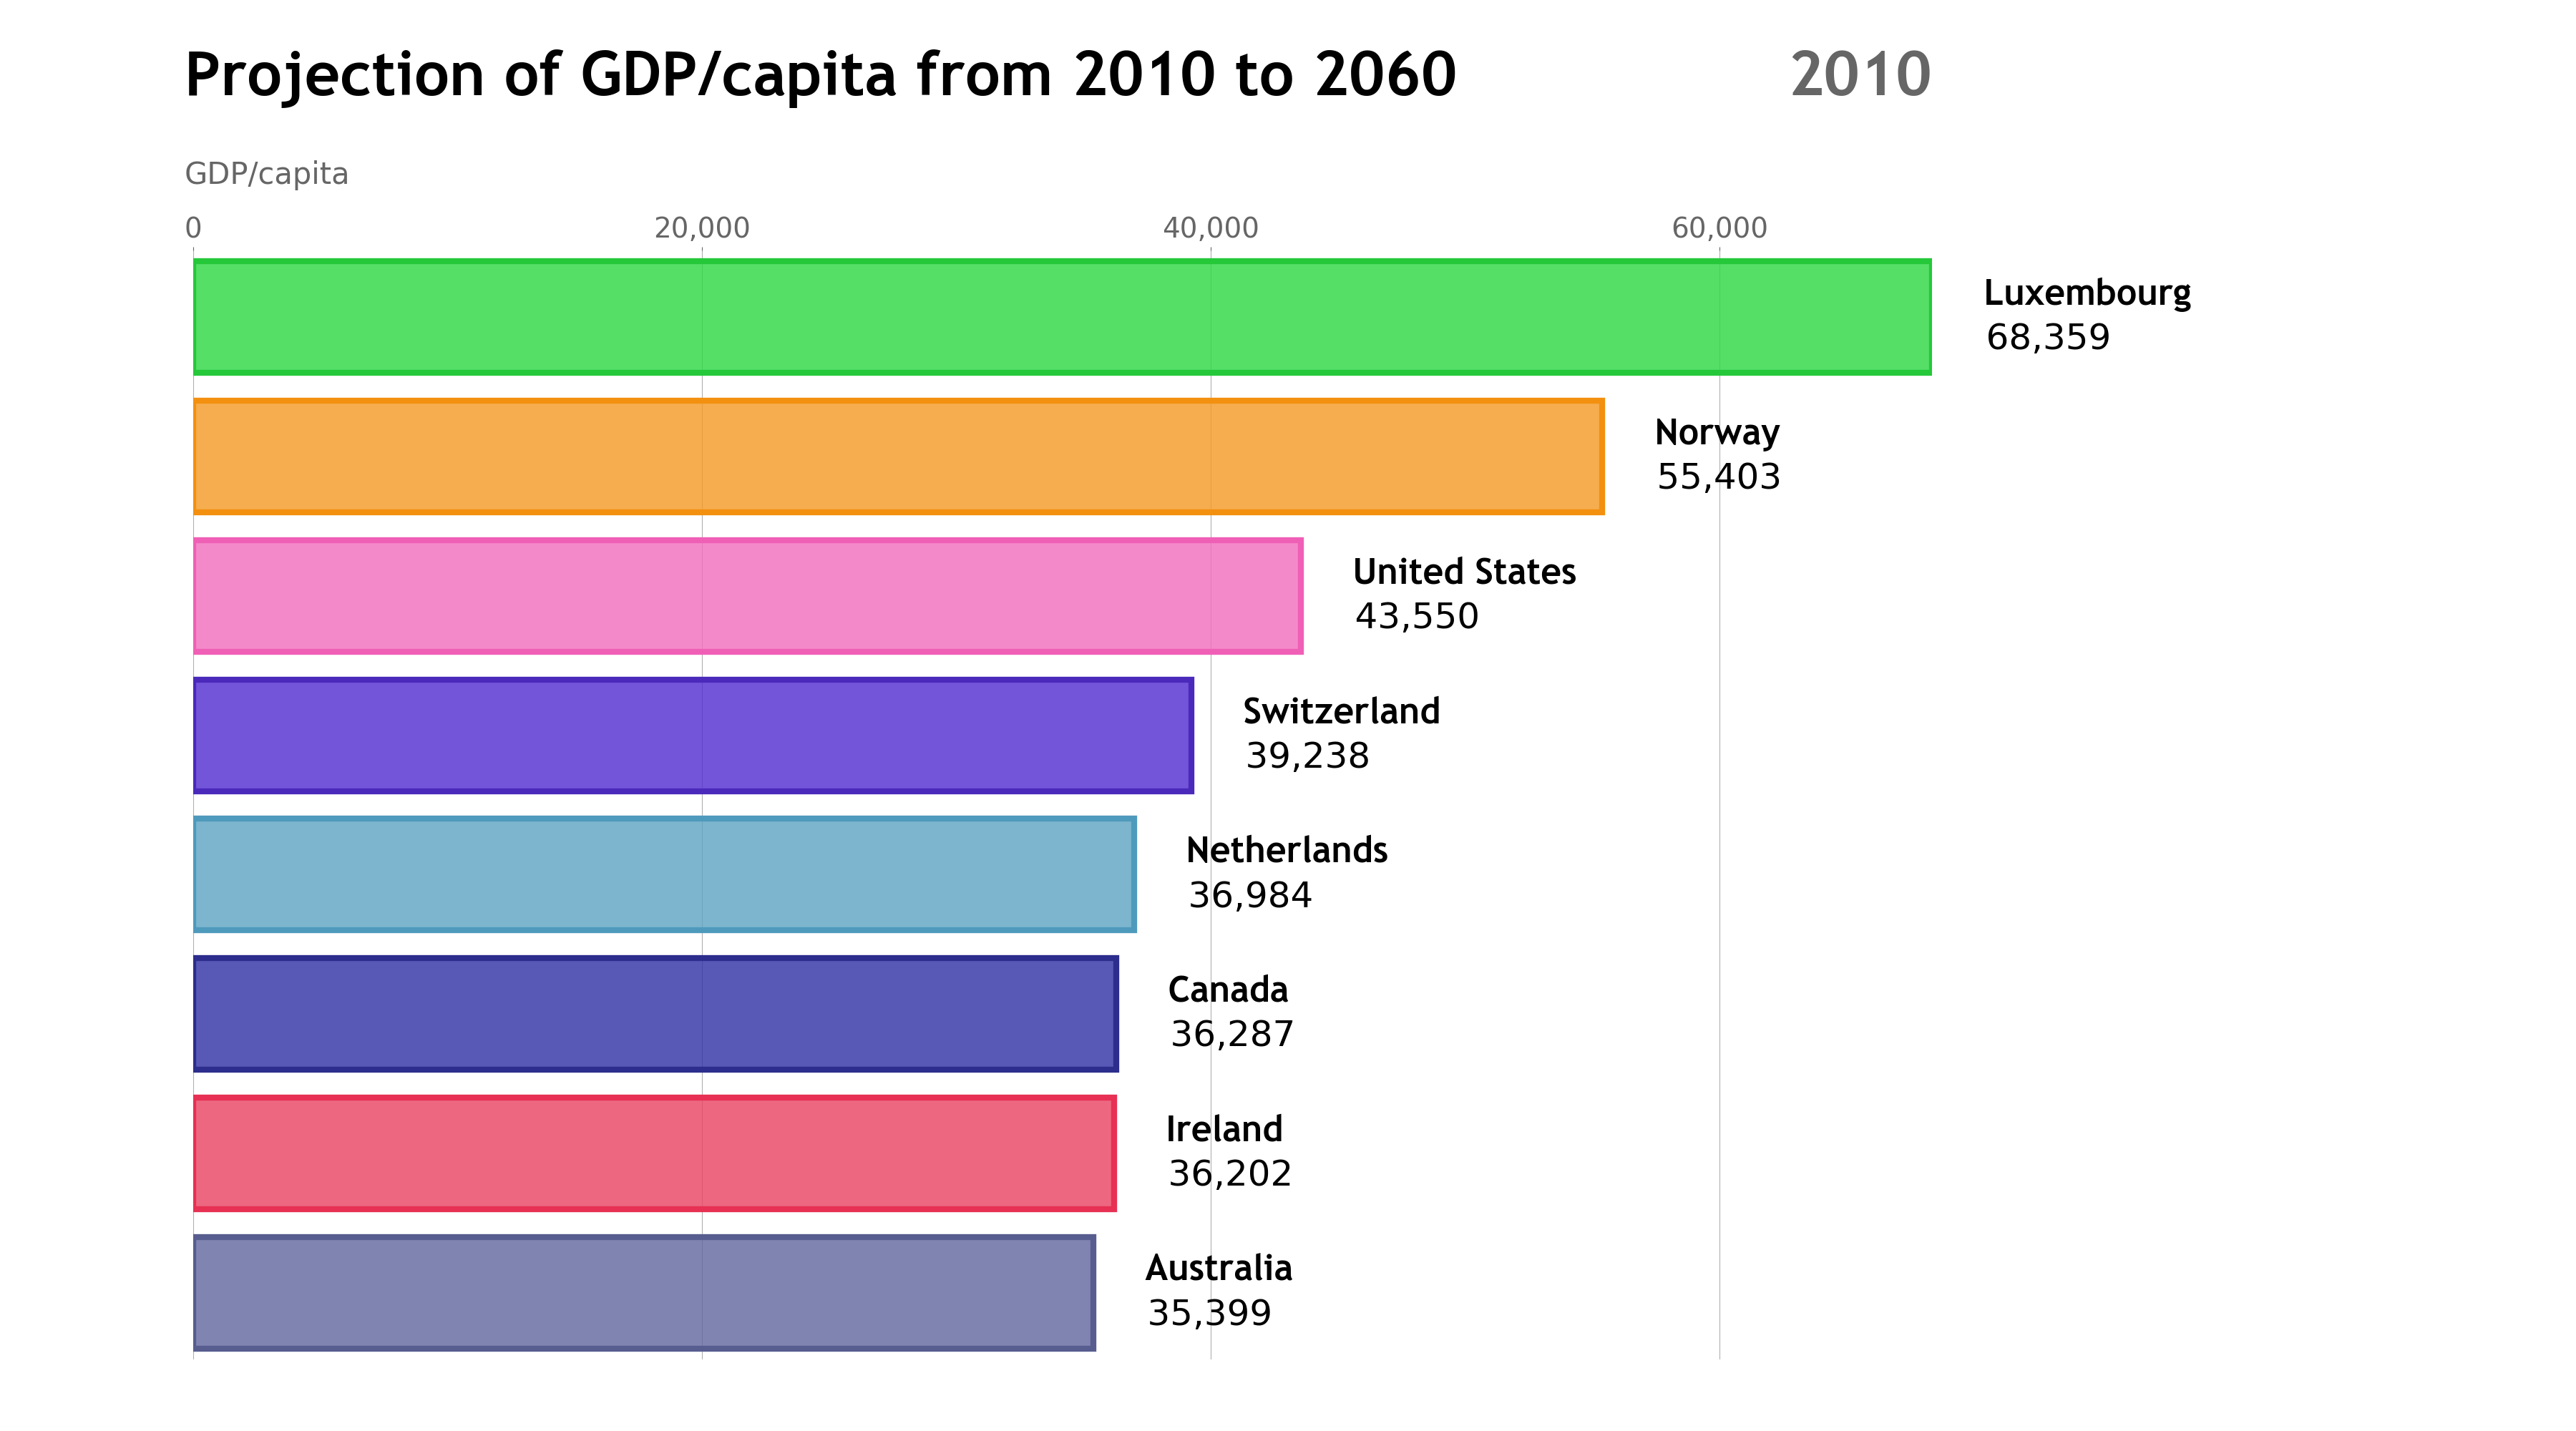 Projection of GDP/capita from 2010 to 2060
2010
GDP/capita
0 20,000 40,000 60,000
Luxembourg
68,359
Norway
55,403
United States
43,550
Switzerland
39,238
Netherlands
36,984
Canada
36,287
Ireland
36,202
Australia
35,399